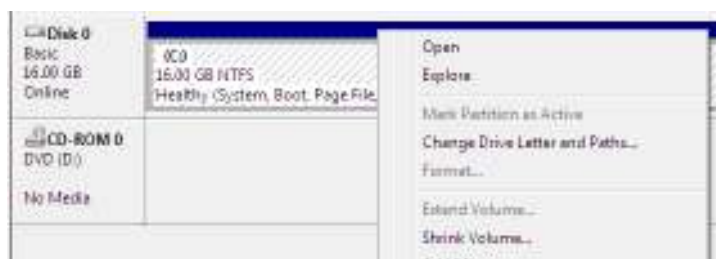 Disk 0
Basic
16.00 GB
Online
(C:)
16.00 GB NTFS
Healthy (System, Boot, Page File,
CD-ROM 0
DVD (D:)
No Media
Open
Explore
Mark Partition as Active
Change Drive Letter and Paths...
Format...
Extend Volume...
Shrink Volume...